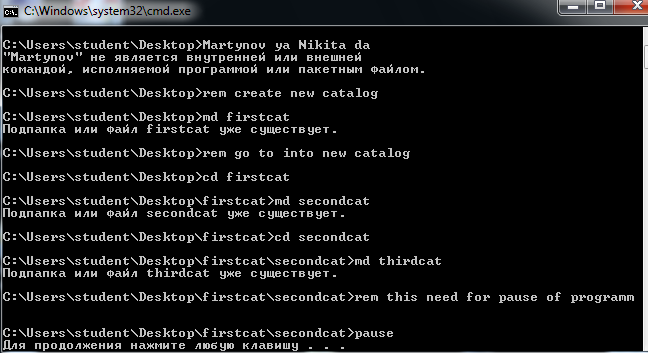 C:\Windows\system32\cmd.exe
C:\Users\student\Desktop>Martynov ya Nikita da
"Martynov" не является внутренней или внешней
командой, исполняемой программой или пакетным файлом.
C:\Users\student\Desktop>rem create new catalog
C:\Users\student\Desktop>md firstcat
Подпапка или файл firstcat уже существует.
C:\Users\student\Desktop>rem go to into new catalog
C:\Users\student\Desktop>cd firstcat
C:\Users\student\Desktop\firstcat>md secondcat
Подпапка или файл secondcat уже существует.
C:\Users\student\Desktop\firstcat>cd secondcat
C:\Users\student\Desktop\firstcat\secondcat>md thirdcat
Подпапка или файл thirdcat уже существует.
C:\Users\student\Desktop\firstcat\secondcat>rem this need for pause of programm
C:\Users\student\Desktop\firstcat\secondcat>pause
Для продолжения нажмите любую клавишу . . .